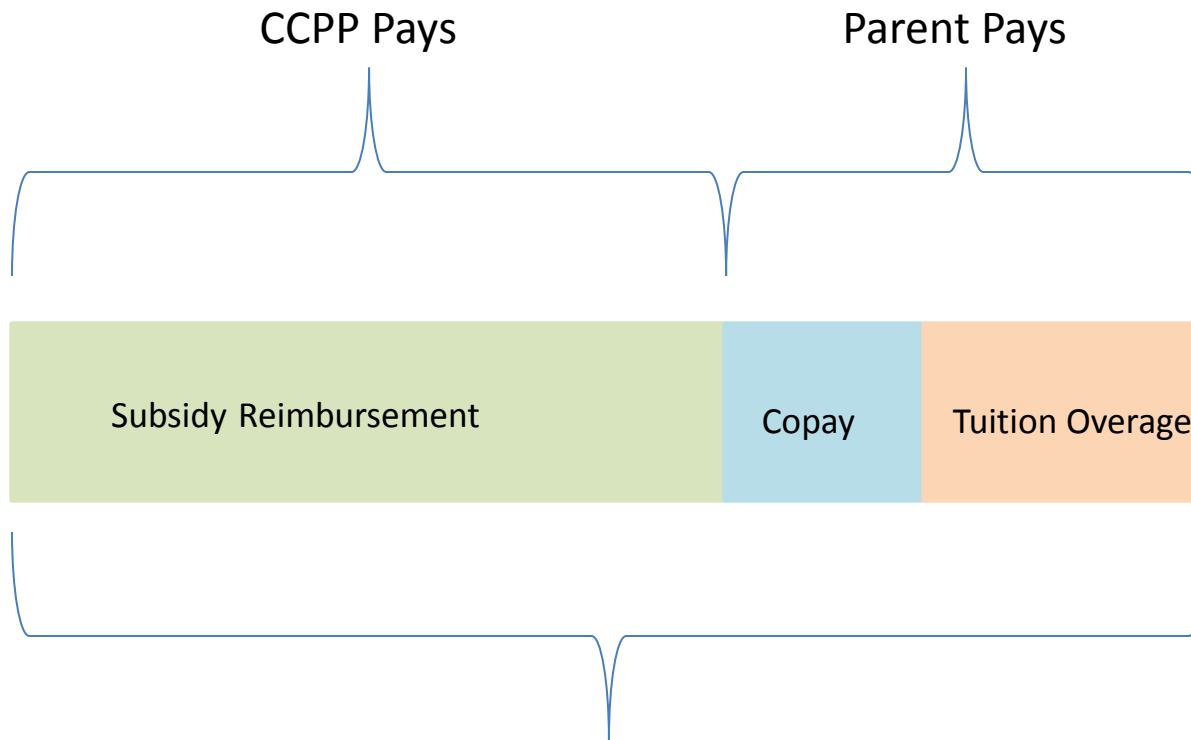 CCPP Pays
Parent Pays
Subsidy Reimbursement
Copay
Tuition Overage